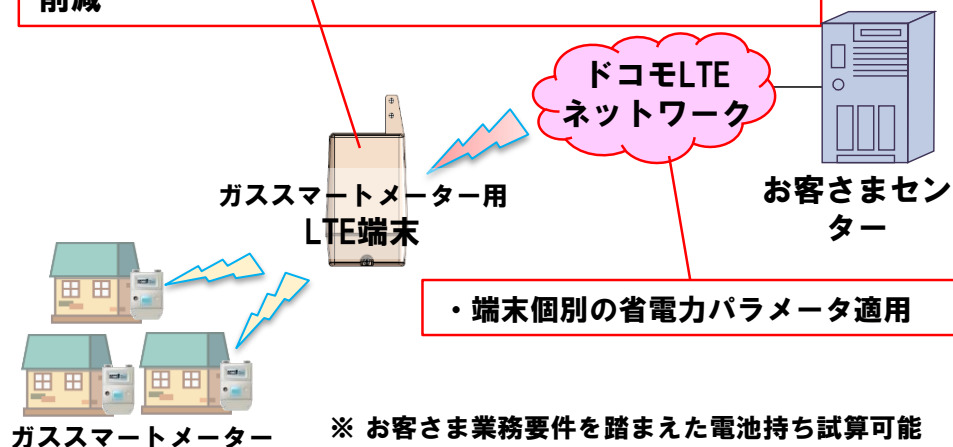 削減
ドコモLTE
ネットワーク
お客さまセン
ター
ガススマートメーター用
LTE端末
・端末個別の省電力パラメータ適用
ガススマートメーター
※ お客さま業務要件を踏まえた電池持ち試算可能